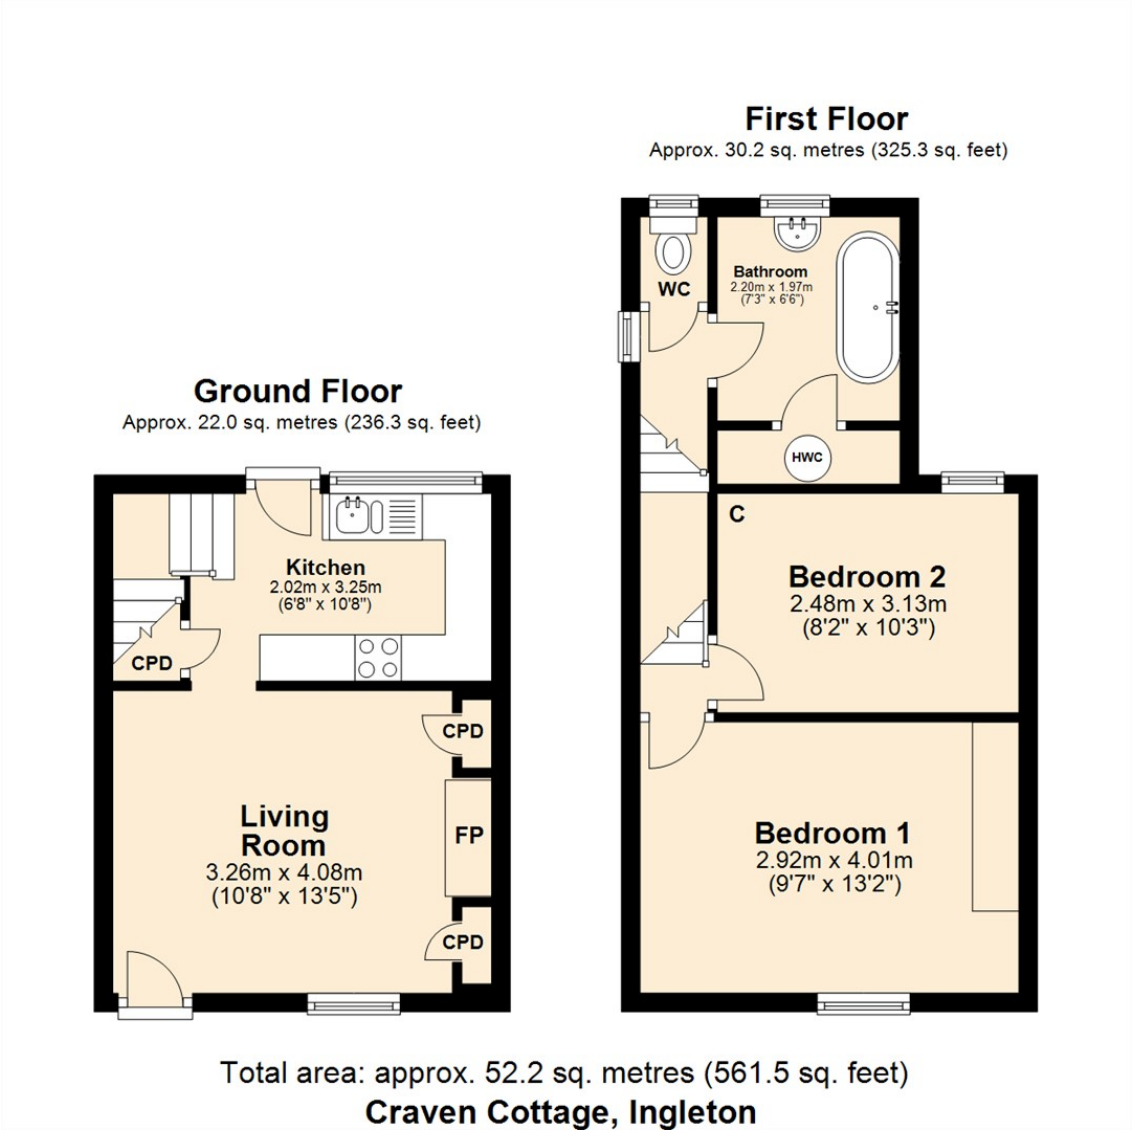 First Floor
Approx. 30.2 sq. metres (325.3 sq. feet)
WC
Bathroom
2.20m x 1.97m
(7'3" x 6'6")
HWC
C
Bedroom 2
2.48m x 3.13m
(8'2" x 10'3")
Bedroom 1
2.92m x 4.01m
(9'7" x 13'2")
Ground Floor
Approx. 22.0 sq. metres (236.3 sq. feet)
Kitchen
2.02m x 3.25m
(6'8" x 10'8")
CPD
CPD
Living
Room
3.26m x 4.08m
(10'8" x 13'5")
FP
CPD
Total area: approx. 52.2 sq. metres (561.5 sq. feet)
Craven Cottage, Ingleton